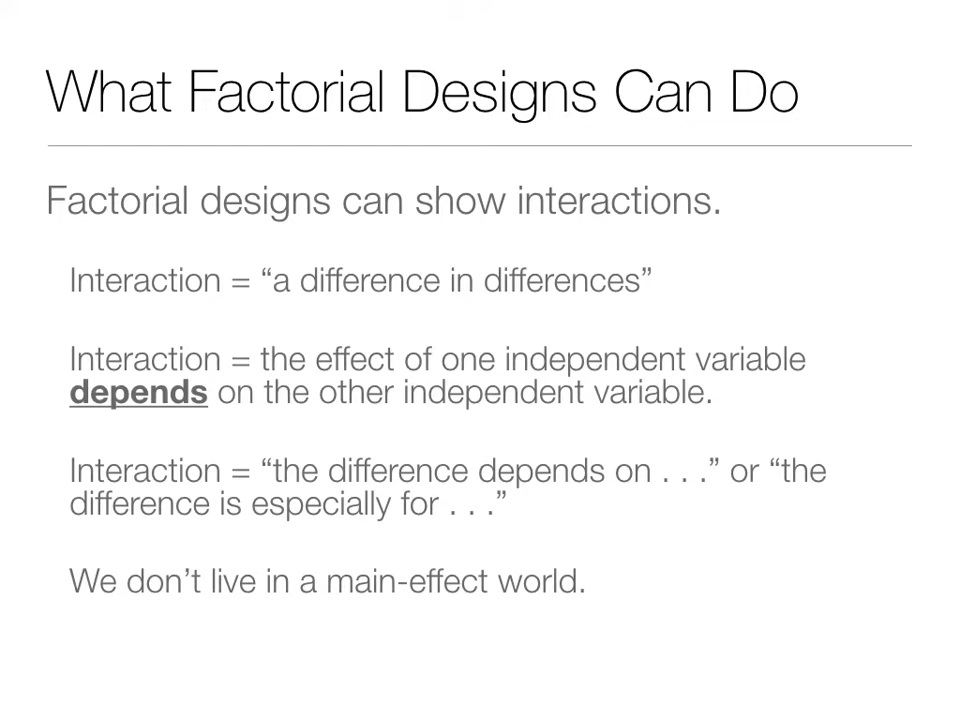 What Factorial Designs Can Do
Factorial designs can show interactions.
Interaction = “a difference in differences”
Interaction = the effect of one independent variable
depends on the other independent variable.
Interaction = “the difference depends on . . .” or “the
difference is especially for . . .”
We don’t live in a main-effect world.